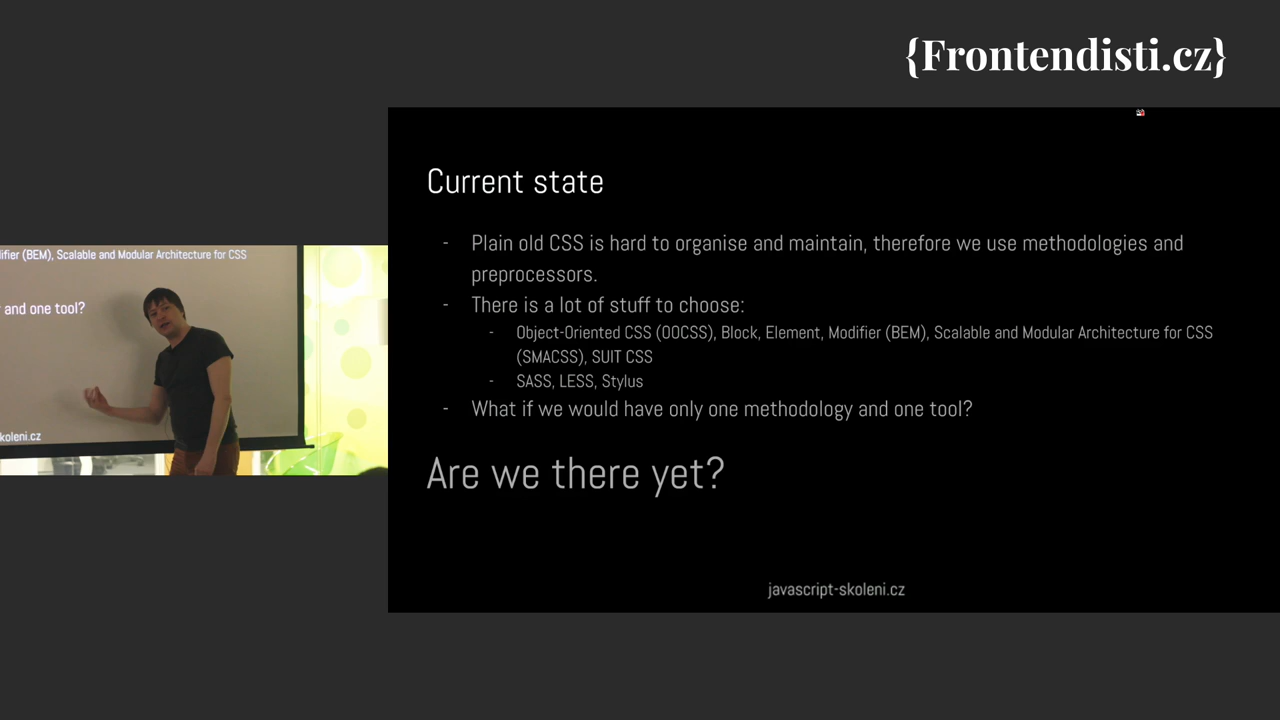 {Frontendisti.cz}
Current state
- Plain old CSS is hard to organise and maintain, therefore we use methodologies and
preprocessors.
- There is a lot of stuff to choose:
- Object-Oriented CSS (OOCSS), Block, Element, Modifier (BEM), Scalable and Modular Architecture for CSS
(SMACSS), SUIT CSS
- SASS, LESS, Stylus
- What if we would have only one methodology and one tool?
Are we there yet?
javascript-skoleni.cz
ifier (BEM), Scalable and Modular Architecture for CSS
and one tool?
koleni.cz